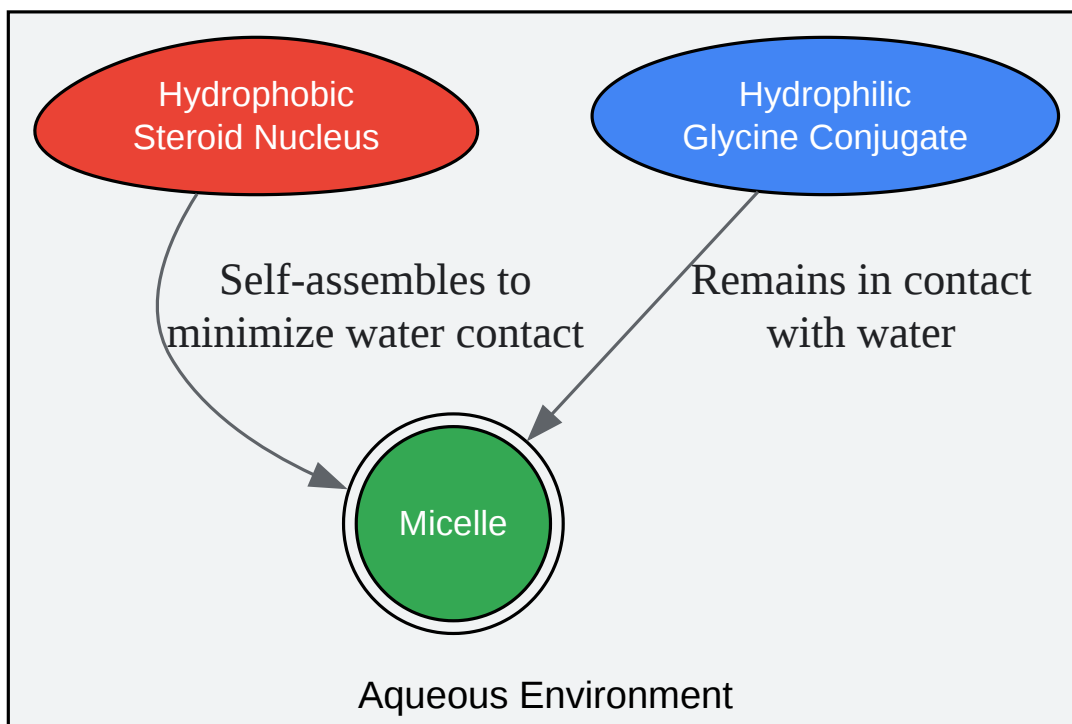 Hydrophobic
Steroid Nucleus
Hydrophilic
Glycine Conjugate
Self-assembles to
minimize water contact
Remains in contact
with water
Micelle
Aqueous Environment